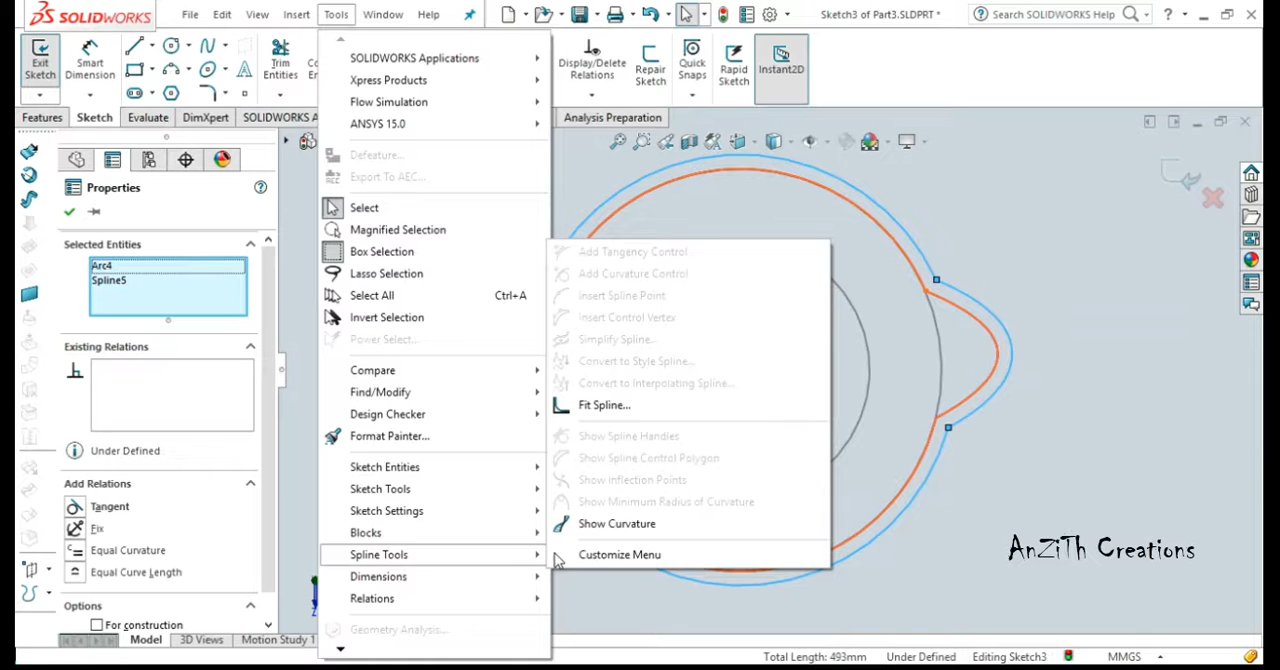 SOLIDWORKS
File
Edit
View
Insert
Tools
Window
Help
Sketch3 of Part3.SLDPRT *
Search SOLIDWORKS Help
?
Exit
Sketch
Smart
Dimension
Trim
Entities
Display/Delete
Relations
Repair
Sketch
Quick
Snaps
Rapid
Sketch
Instant2D
Features
Sketch
Evaluate
DimXpert
SOLIDWORKS A
Analysis Preparation
Properties
Selected Entities
Arc4
Spline5
Existing Relations
Under Defined
Add Relations
Tangent
Fix
Equal Curvature
Equal Curve Length
Options
For construction
SOLIDWORKS Applications
Xpress Products
Flow Simulation
ANSYS 15.0
Defeature...
Export To AEC...
Select
Magnified Selection
Box Selection
Lasso Selection
Select All Ctrl+A
Invert Selection
Power Select...
Compare
Find/Modify
Design Checker
Format Painter...
Sketch Entities
Sketch Tools
Sketch Settings
Blocks
Spline Tools
Dimensions
Relations
Geometry Analysis...
Add Tangency Control
Add Curvature Control
Insert Spline Point
Insert Control Vertex
Simplify Spline...
Convert to Style Spline...
Convert to Interpolating Spline...
Fit Spline...
Show Spline Handles
Show Spline Control Polygon
Show Inflection Points
Show Minimum Radius of Curvature
Show Curvature
Customize Menu
AnZiTh Creations
Model
3D Views
Motion Study 1
Total Length: 493mm
Under Defined
Editing Sketch3
MMGS